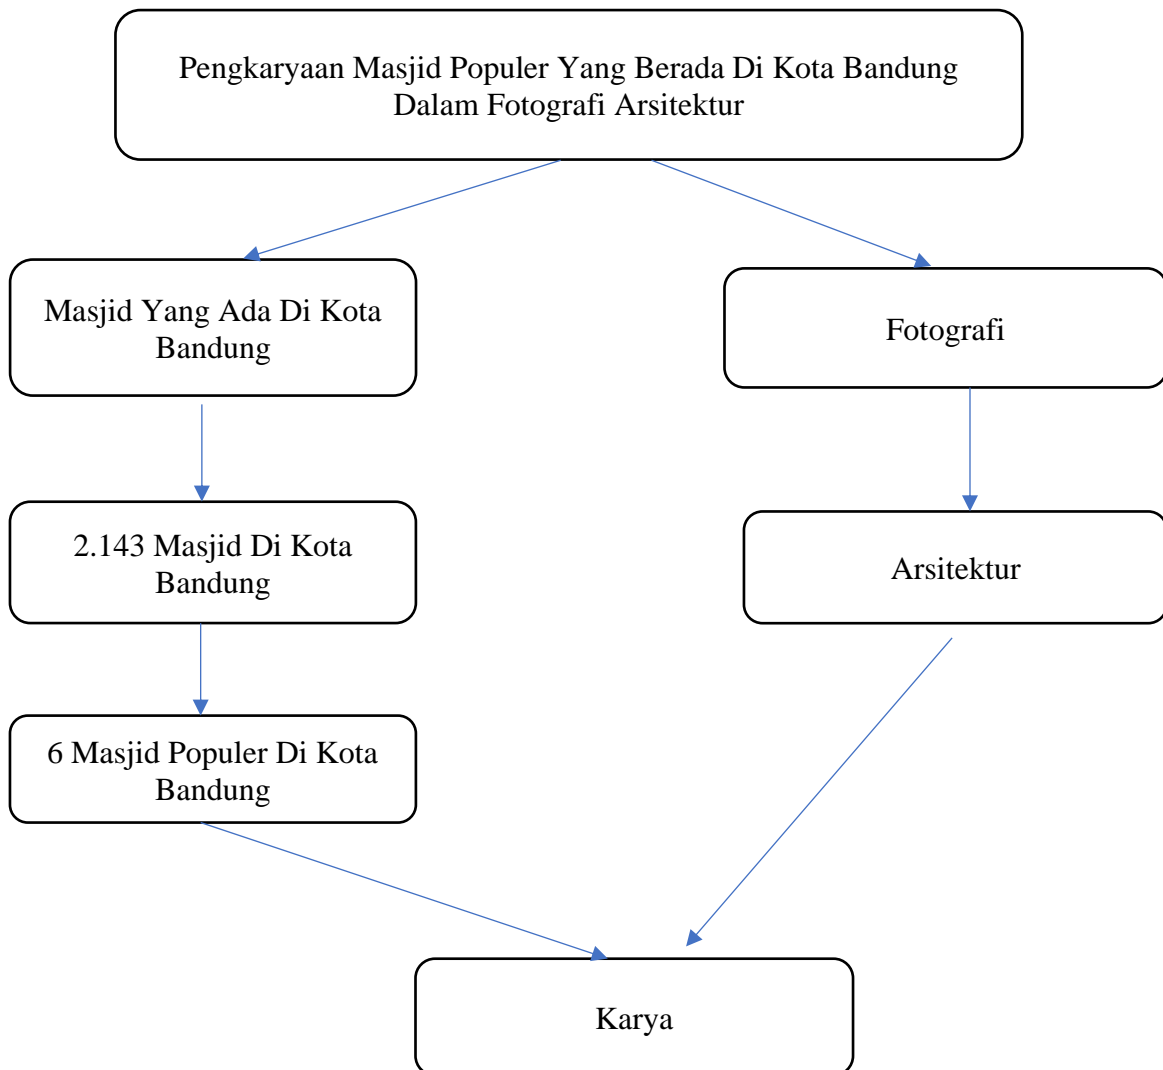 Pengkaryaan Masjid Populer Yang Berada Di Kota Bandung
Dalam Fotografi Arsitektur
Masjid Yang Ada Di Kota
Bandung
Fotografi
2.143 Masjid Di Kota
Bandung
Arsitektur
6 Masjid Populer Di Kota
Bandung
Karya